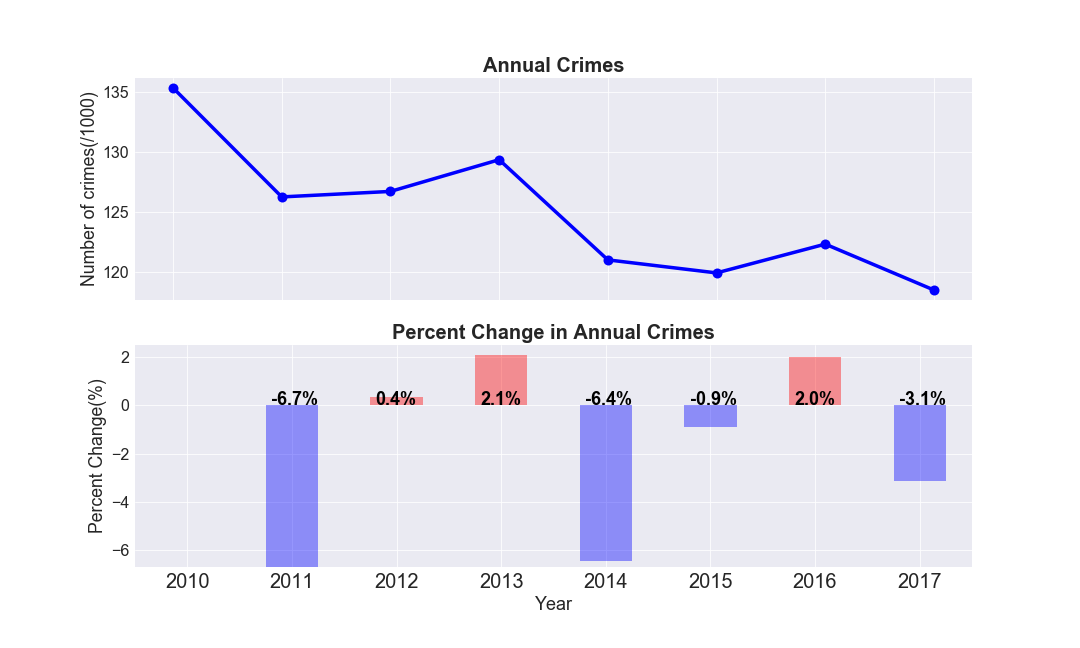 Annual Crimes
Number of crimes(/1000)
135
130
125
120
Percent Change in Annual Crimes
Percent Change(%)
2
0
−2
−4
−6
-6.7%
0.4%
2.1%
-6.4%
-0.9%
2.0%
-3.1%
2010 2011 2012 2013 2014 2015 2016 2017
Year